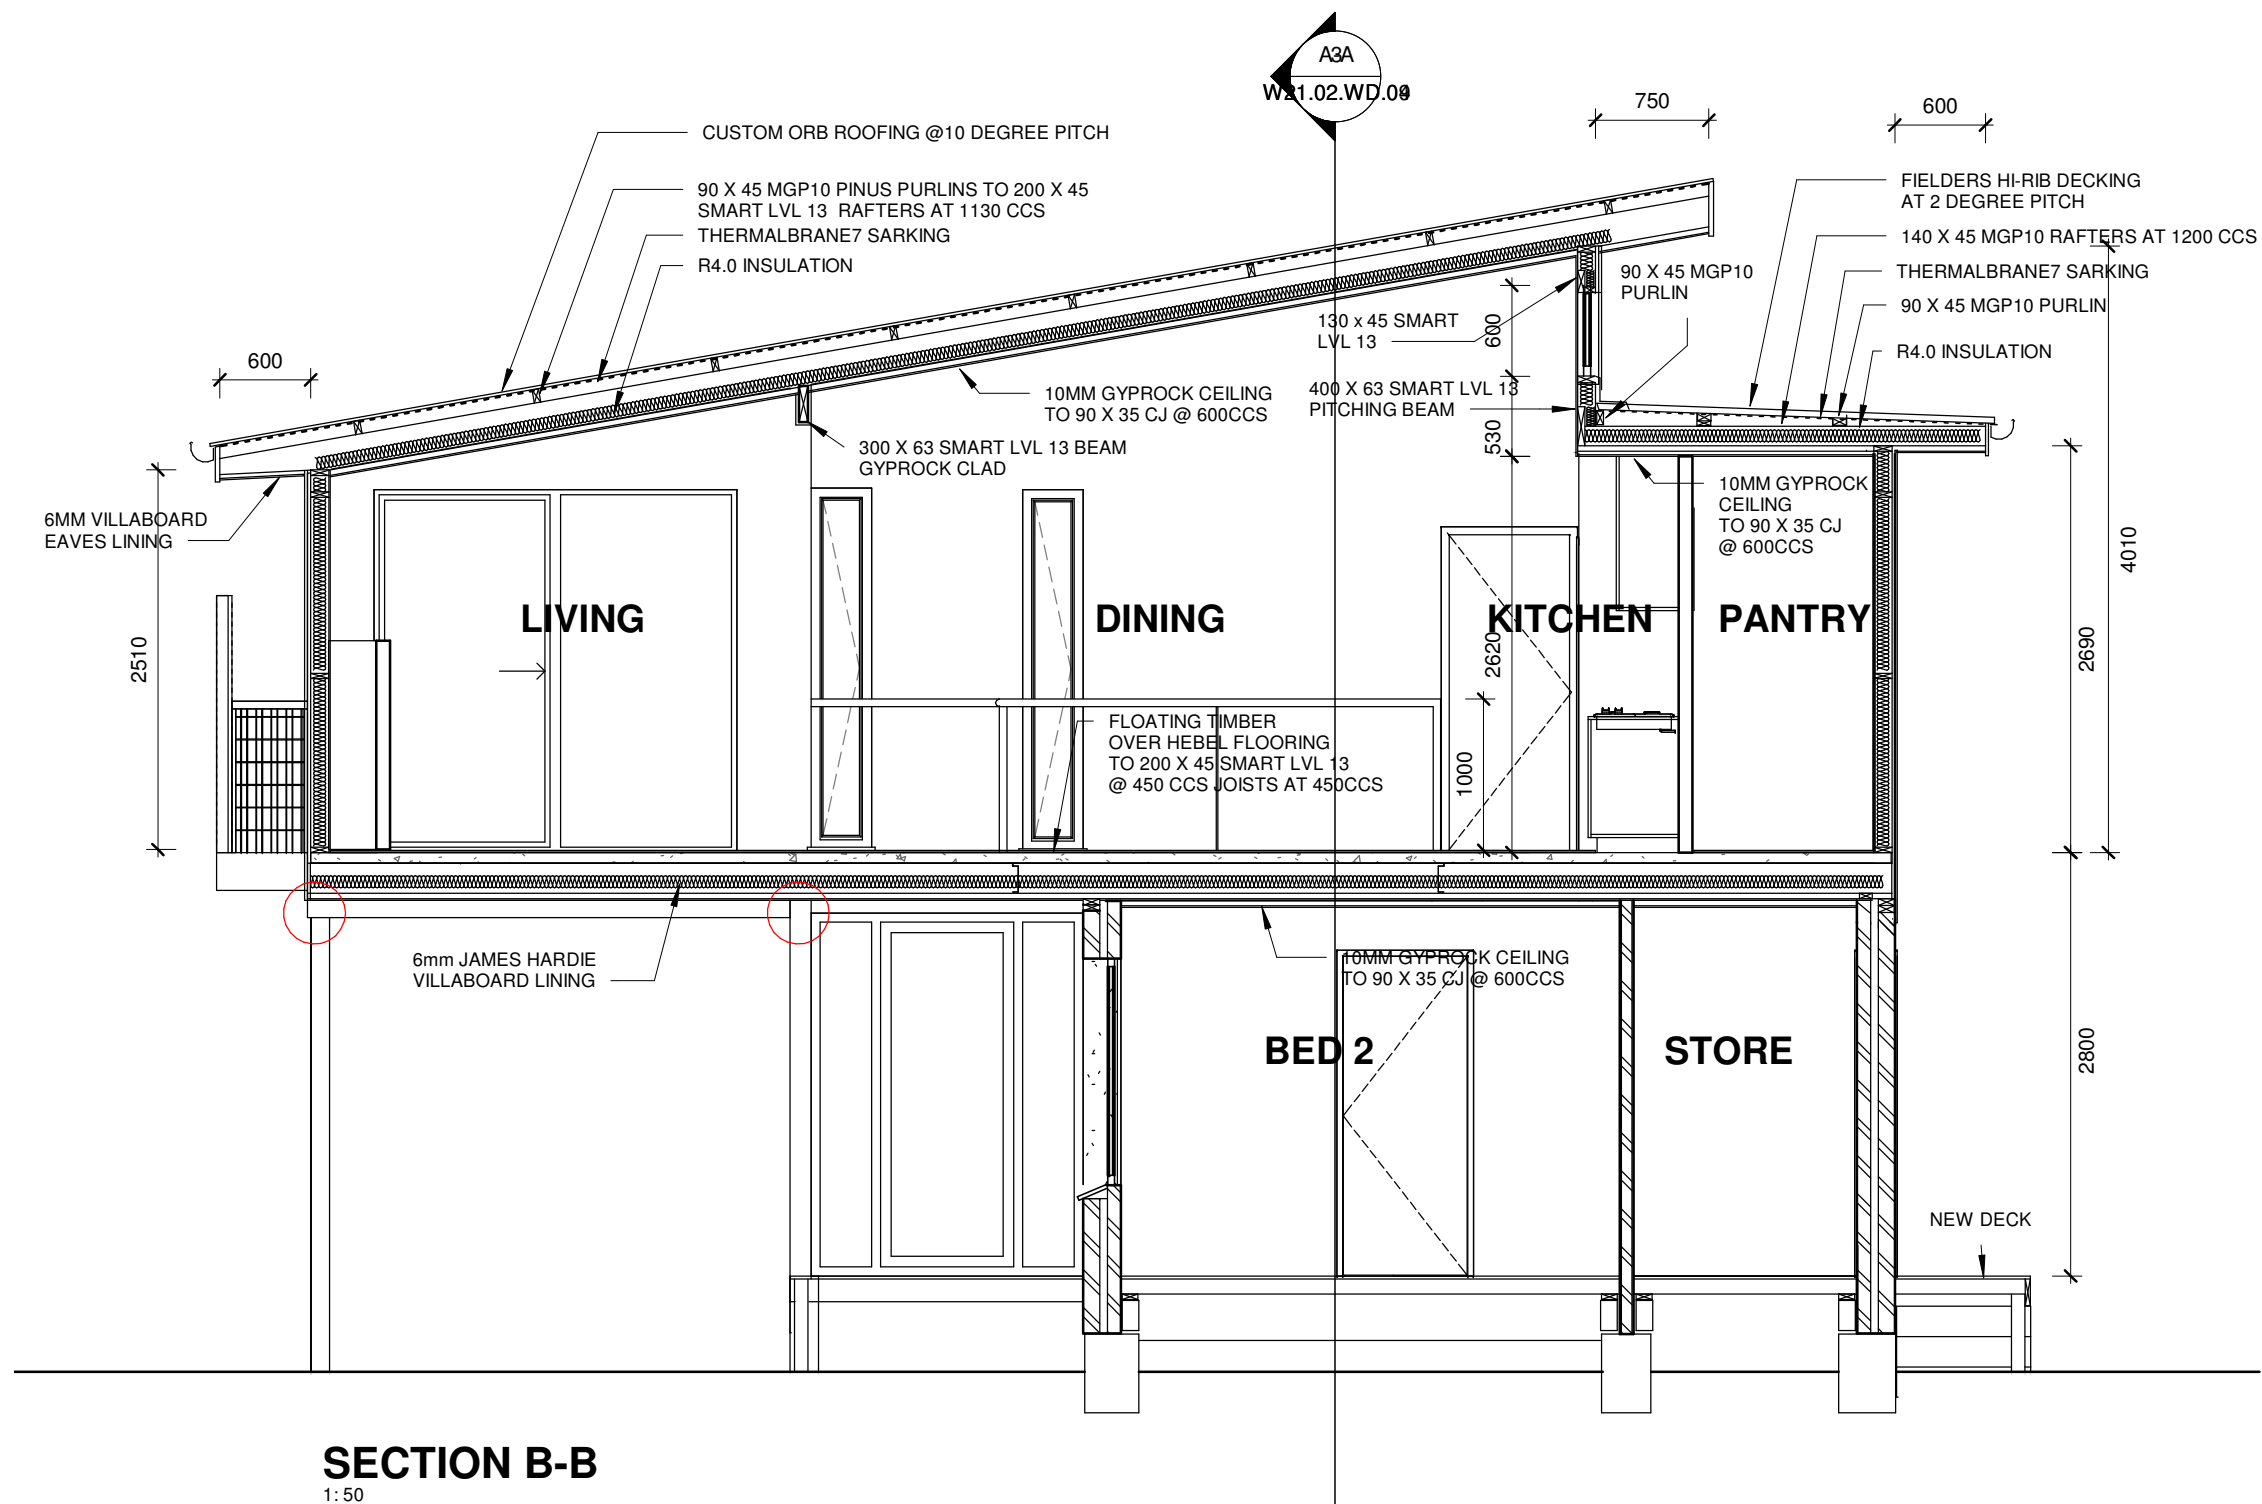 A3A
750
600
CUSTOM ORB ROOFING @10 DEGREE PITCH
90 X 45 MGP10 PINUS PURLINS TO 200 X 45
SMART LVL 13 RAFTERS AT 1130 CCS
THERMALBRANE7 SARKING
R4.0 INSULATION
FIELDERS HI-RIB DECKING
AT 2 DEGREE PITCH
140 X 45 MGP10 RAFTERS AT 1200 CCS
THERMALBRANE7 SARKING
90 X 45 MGP10 PURLIN
R4.0 INSULATION
90 X 45 MGP10
PURLIN
130 x 45 SMART
LVL 13
600
600
10MM GYPROCK CEILING
TO 90 X 35 CJ @ 600CCS
400 X 63 SMART LVL 13
PITCHING BEAM
530
300 X 63 SMART LVL 13 BEAM
GYPROCK CLAD
10MM GYPROCK
CEILING
TO 90 X 35 CJ
@ 600CCS
6MM VILLABOARD
EAVES LINING
4010
LIVING
DINING
KITCHEN
PANTRY
2510
2620
2690
FLOATING TIMBER
OVER HEBEL FLOORING
TO 200 X 45 SMART LVL 13
@ 450 CCS JOISTS AT 450CCS
1000
6mm JAMES HARDIE
VILLABOARD LINING
10MM GYPROCK CEILING
TO 90 X 35 CJ @ 600CCS
BED 2
STORE
2800
NEW DECK
SECTION B-B
1: 50